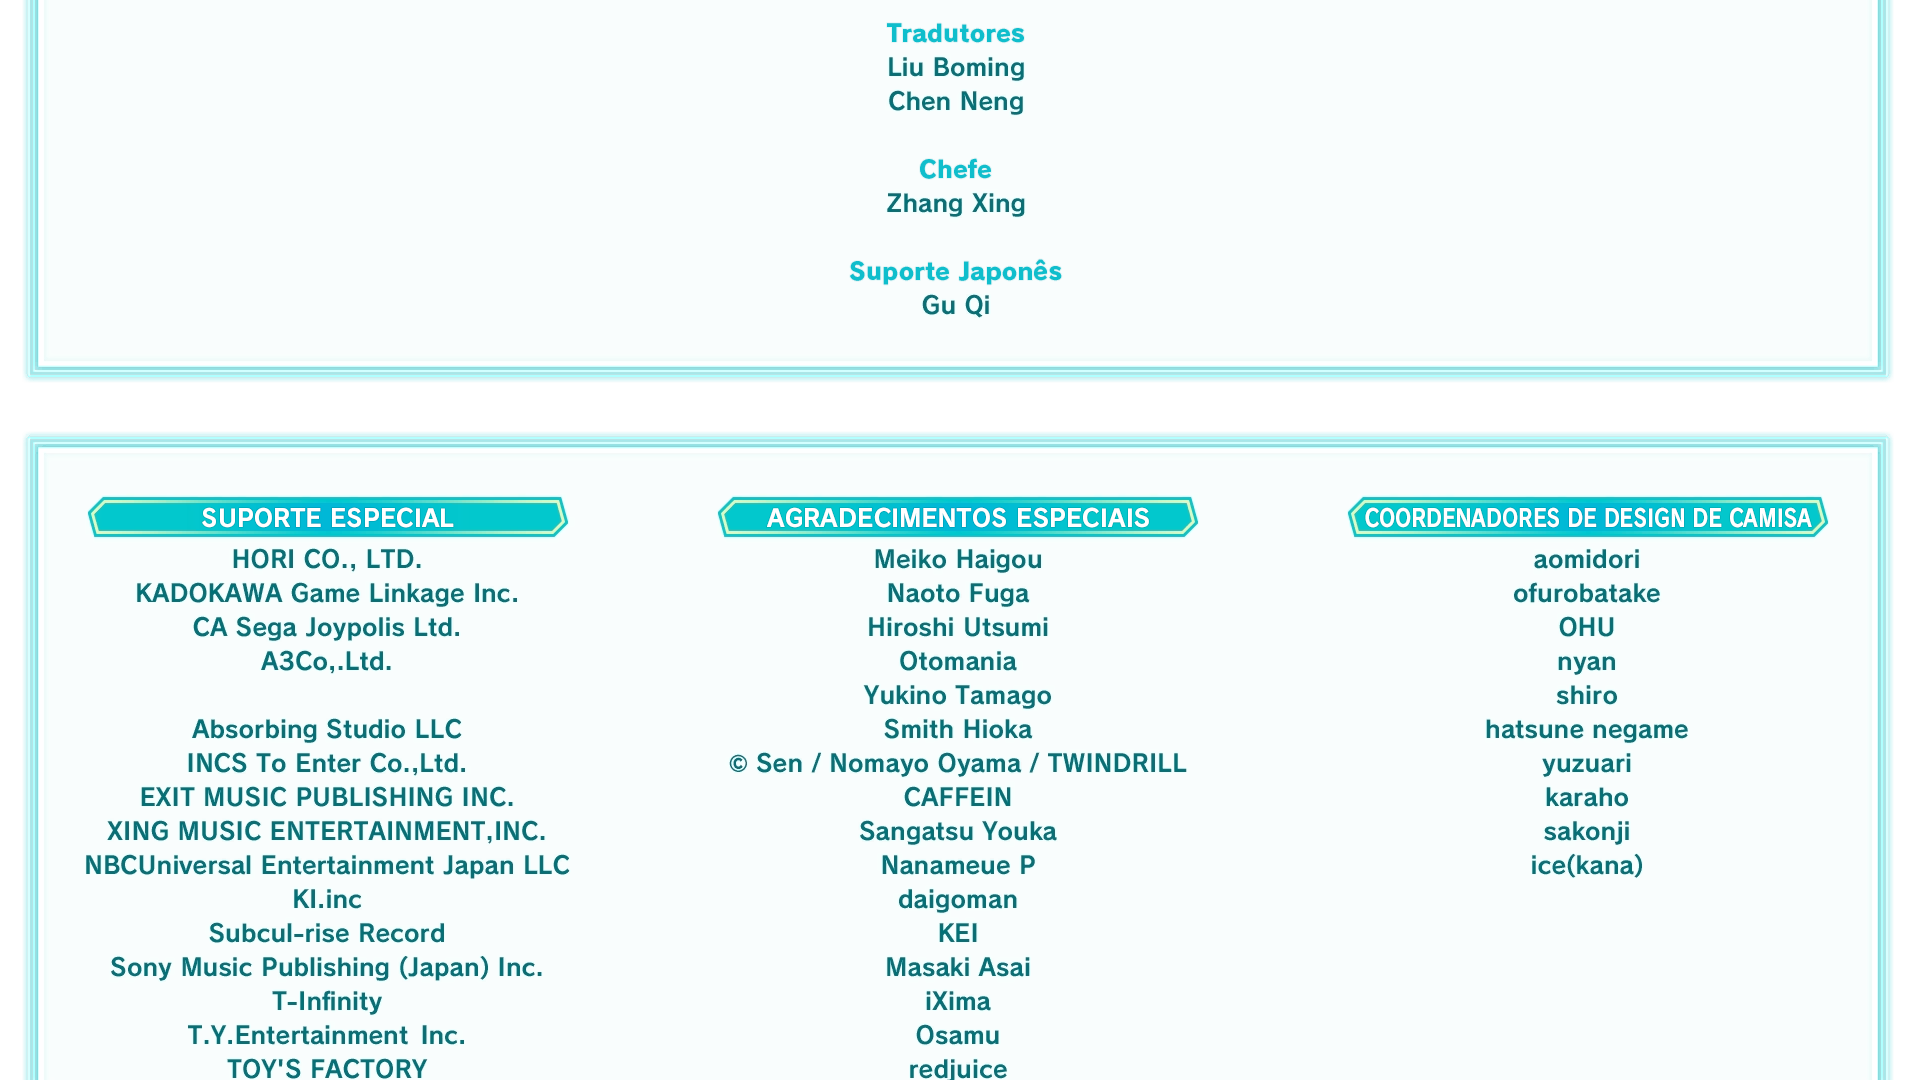 Tradutores
Liu Boming
Chen Neng
Chefe
Zhang Xing
Suporte Japonês
Gu Qi
SUPORTE ESPECIAL
HORI CO., LTD.
KADOKAWA Game Linkage Inc.
CA Sega Joypolis Ltd.
A3Co,.Ltd.
Absorbing Studio LLC
INCS To Enter Co.,Ltd.
EXIT MUSIC PUBLISHING INC.
XING MUSIC ENTERTAINMENT,INC.
NBCUniversal Entertainment Japan LLC
KI.inc
Subcul-rise Record
Sony Music Publishing (Japan) Inc.
T-Infinity
T.Y.Entertainment Inc.
TOY'S FACTORY
AGRADECIMENTOS ESPECIAIS
Meiko Haigou
Naoto Fuga
Hiroshi Utsumi
Otomania
Yukino Tamago
Smith Hioka
© Sen / Nomayo Oyama / TWINDRILL
CAFFEIN
Sangatsu Youka
Nanameue P
daigoman
KEI
Masaki Asai
iXima
Osamu
redjuice
COORDENADORES DE DESIGN DE CAMISA
aomidori
ofurobatake
OHU
nyan
shiro
hatsune negame
yuzuari
karaho
sakonji
ice(kana)